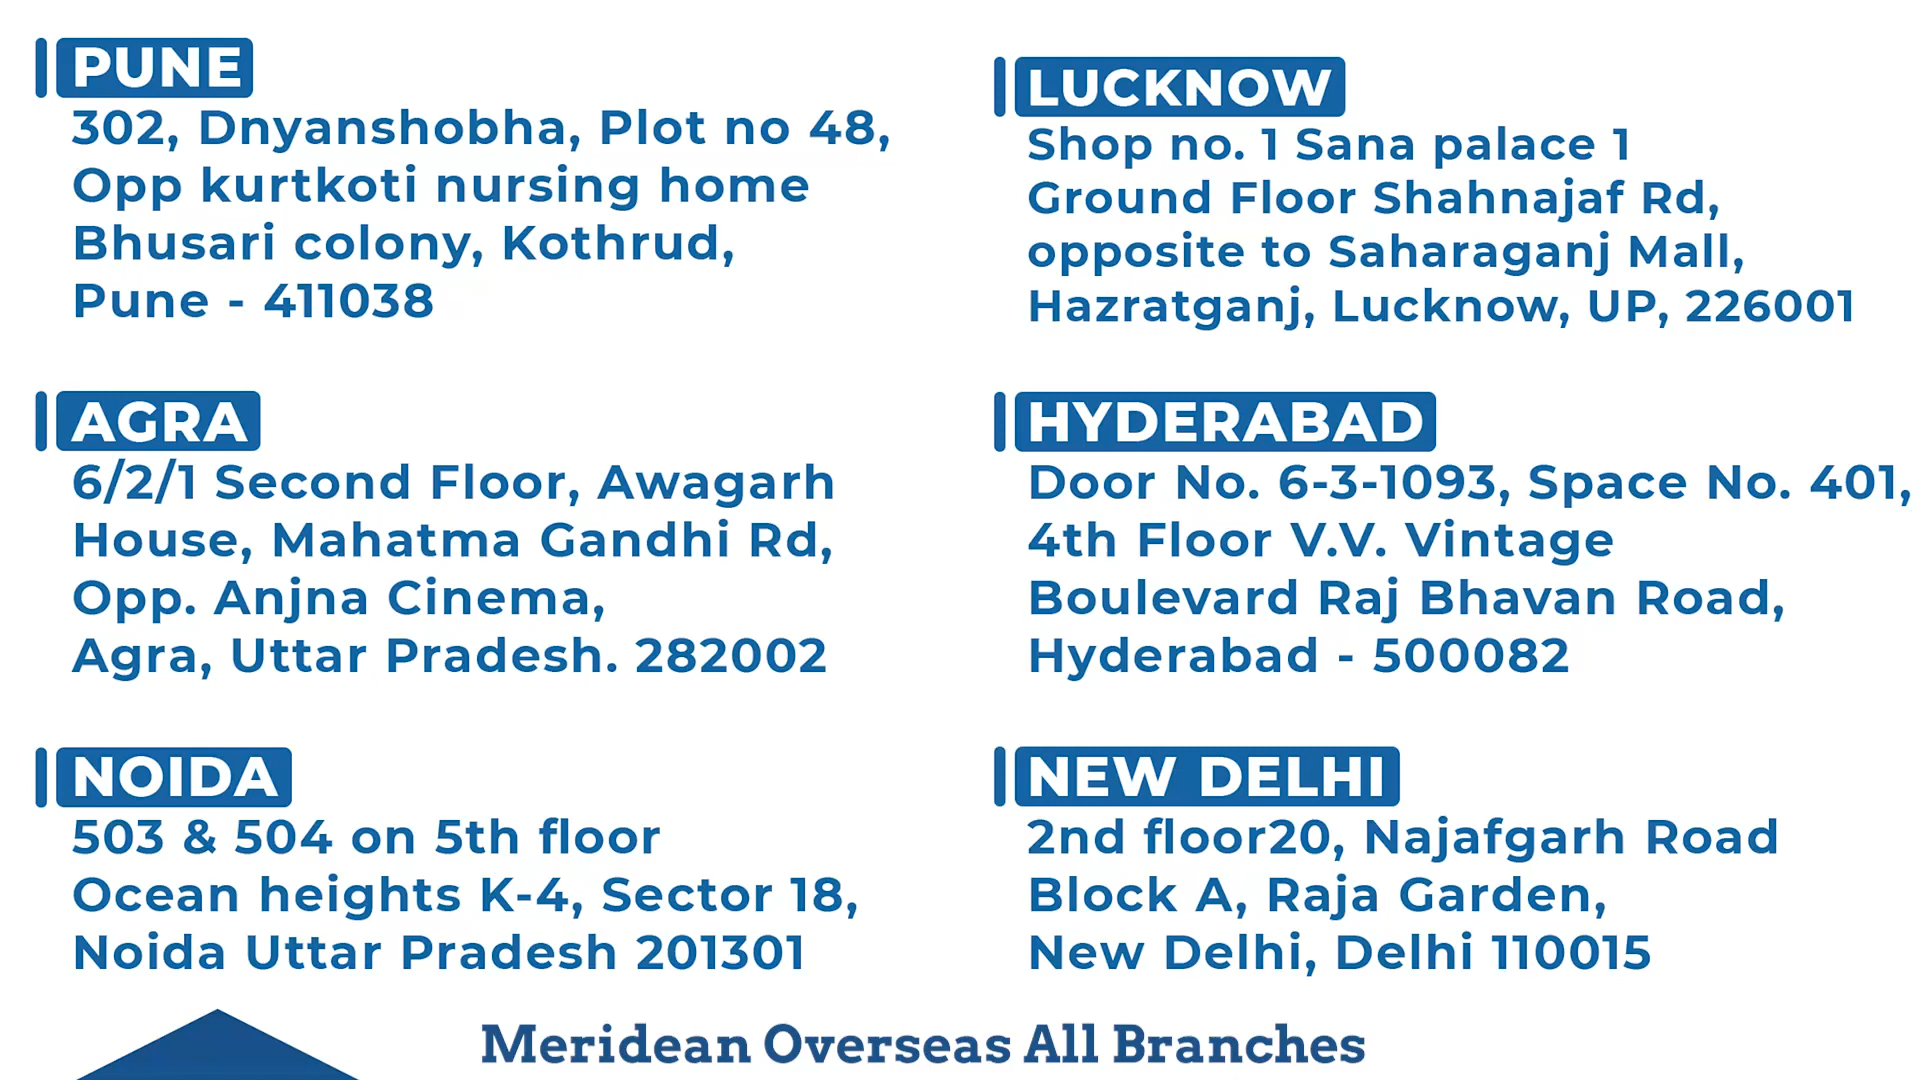 PUNE
302, Dnyanshobha, Plot no 48,
Opp kurtkoti nursing home
Bhusari colony, Kothrud,
Pune - 411038
LUCKNOW
Shop no. 1 Sana palace 1
Ground Floor Shahnajaf Rd,
opposite to Saharaganj Mall,
Hazratganj, Lucknow, UP, 226001
AGRA
6/2/1 Second Floor, Awagarh
House, Mahatma Gandhi Rd,
Opp. Anjna Cinema,
Agra, Uttar Pradesh. 282002
HYDERABAD
Door No. 6-3-1093, Space No. 401,
4th Floor V.V. Vintage
Boulevard Raj Bhavan Road,
Hyderabad - 500082
NOIDA
503 & 504 on 5th floor
Ocean heights K-4, Sector 18,
Noida Uttar Pradesh 201301
NEW DELHI
2nd floor20, Najafgarh Road
Block A, Raja Garden,
New Delhi, Delhi 110015
Meridean Overseas All Branches